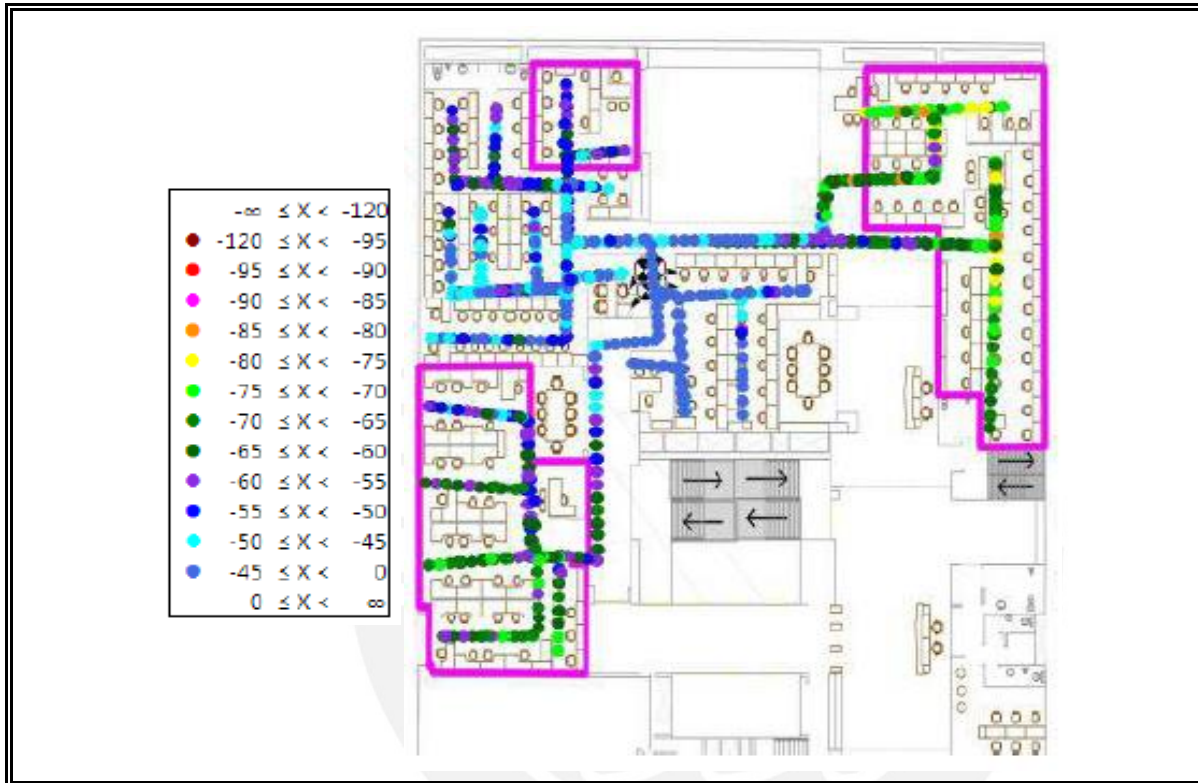 -∞ ≤ X < -120
-120 ≤ X < -95
-95 ≤ X < -90
-90 ≤ X < -85
-85 ≤ X < -80
-80 ≤ X < -75
-75 ≤ X < -70
-70 ≤ X < -65
-65 ≤ X < -60
-60 ≤ X < -55
-55 ≤ X < -50
-50 ≤ X < -45
-45 ≤ X < 0
0 ≤ X < ∞